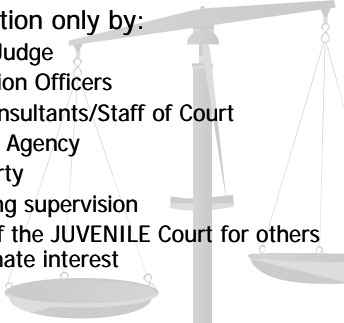 tion only by:
Judge
ion Officers
nsultants/Staff of Court
Agency
rty
ng supervision
f the JUVENILE Court for others
nate interest